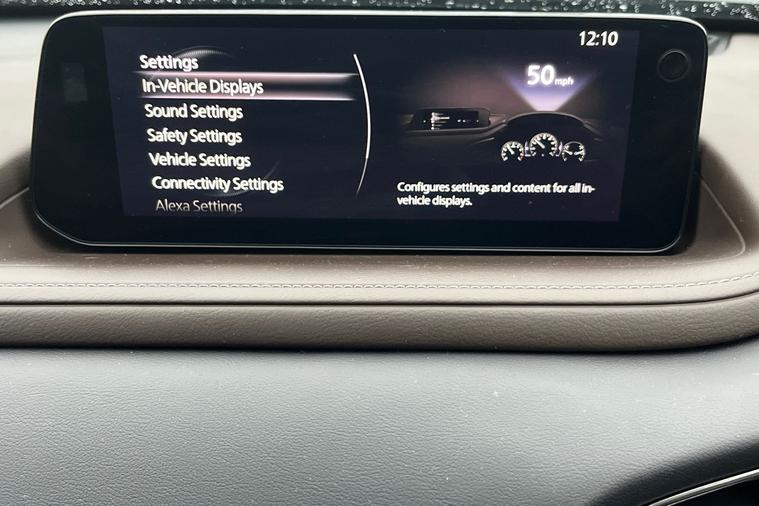 12:10
Settings
In-Vehicle Displays
Sound Settings
Safety Settings
Vehicle Settings
Connectivity Settings
Alexa Settings
50 mph
Configures settings and content for all in-
vehicle displays.